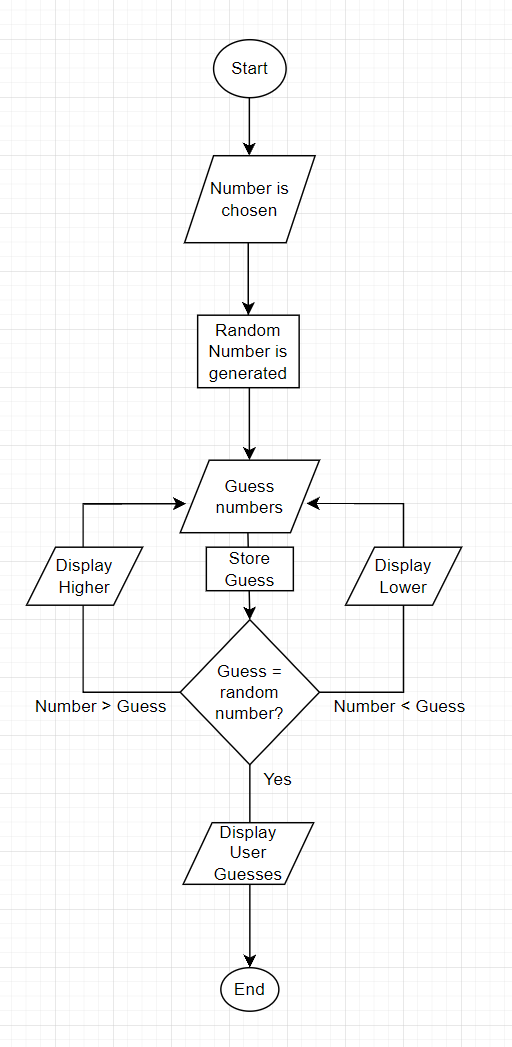 Start
Number is
chosen
Random
Number is
generated
Guess
numbers
Display
Higher
Store
Guess
Display
Lower
Guess =
random
number?
Number > Guess
Number < Guess
Yes
Display
User
Guesses
End